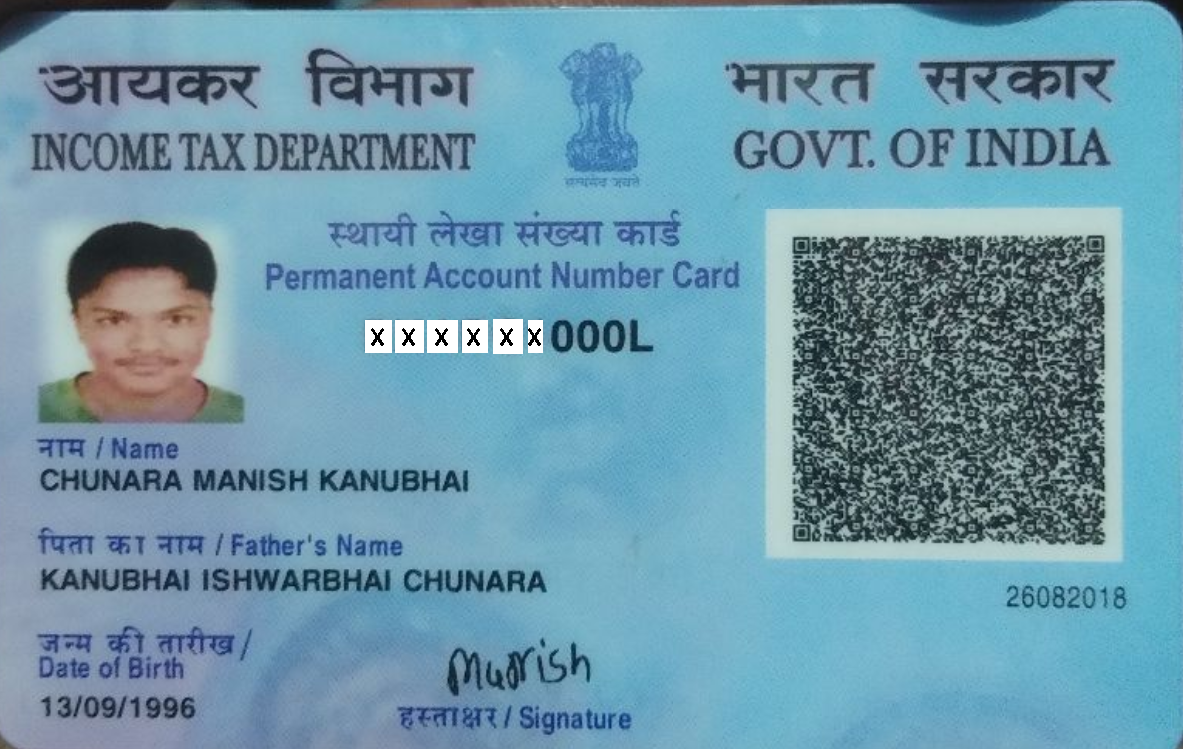 आयकर विभाग
INCOME TAX DEPARTMENT
सत्यमेव जयते
भारत सरकार
GOVT. OF INDIA
स्थायी लेखा संख्या कार्ड
Permanent Account Number Card
X X X X X X 000L
नाम / Name
CHUNARA MANISH KANUBHAI
पिता का नाम / Father's Name
KANUBHAI ISHWARBHAI CHUNARA
26082018
जन्म की तारीख /
Date of Birth
13/09/1996
Manish
हस्ताक्षर / Signature